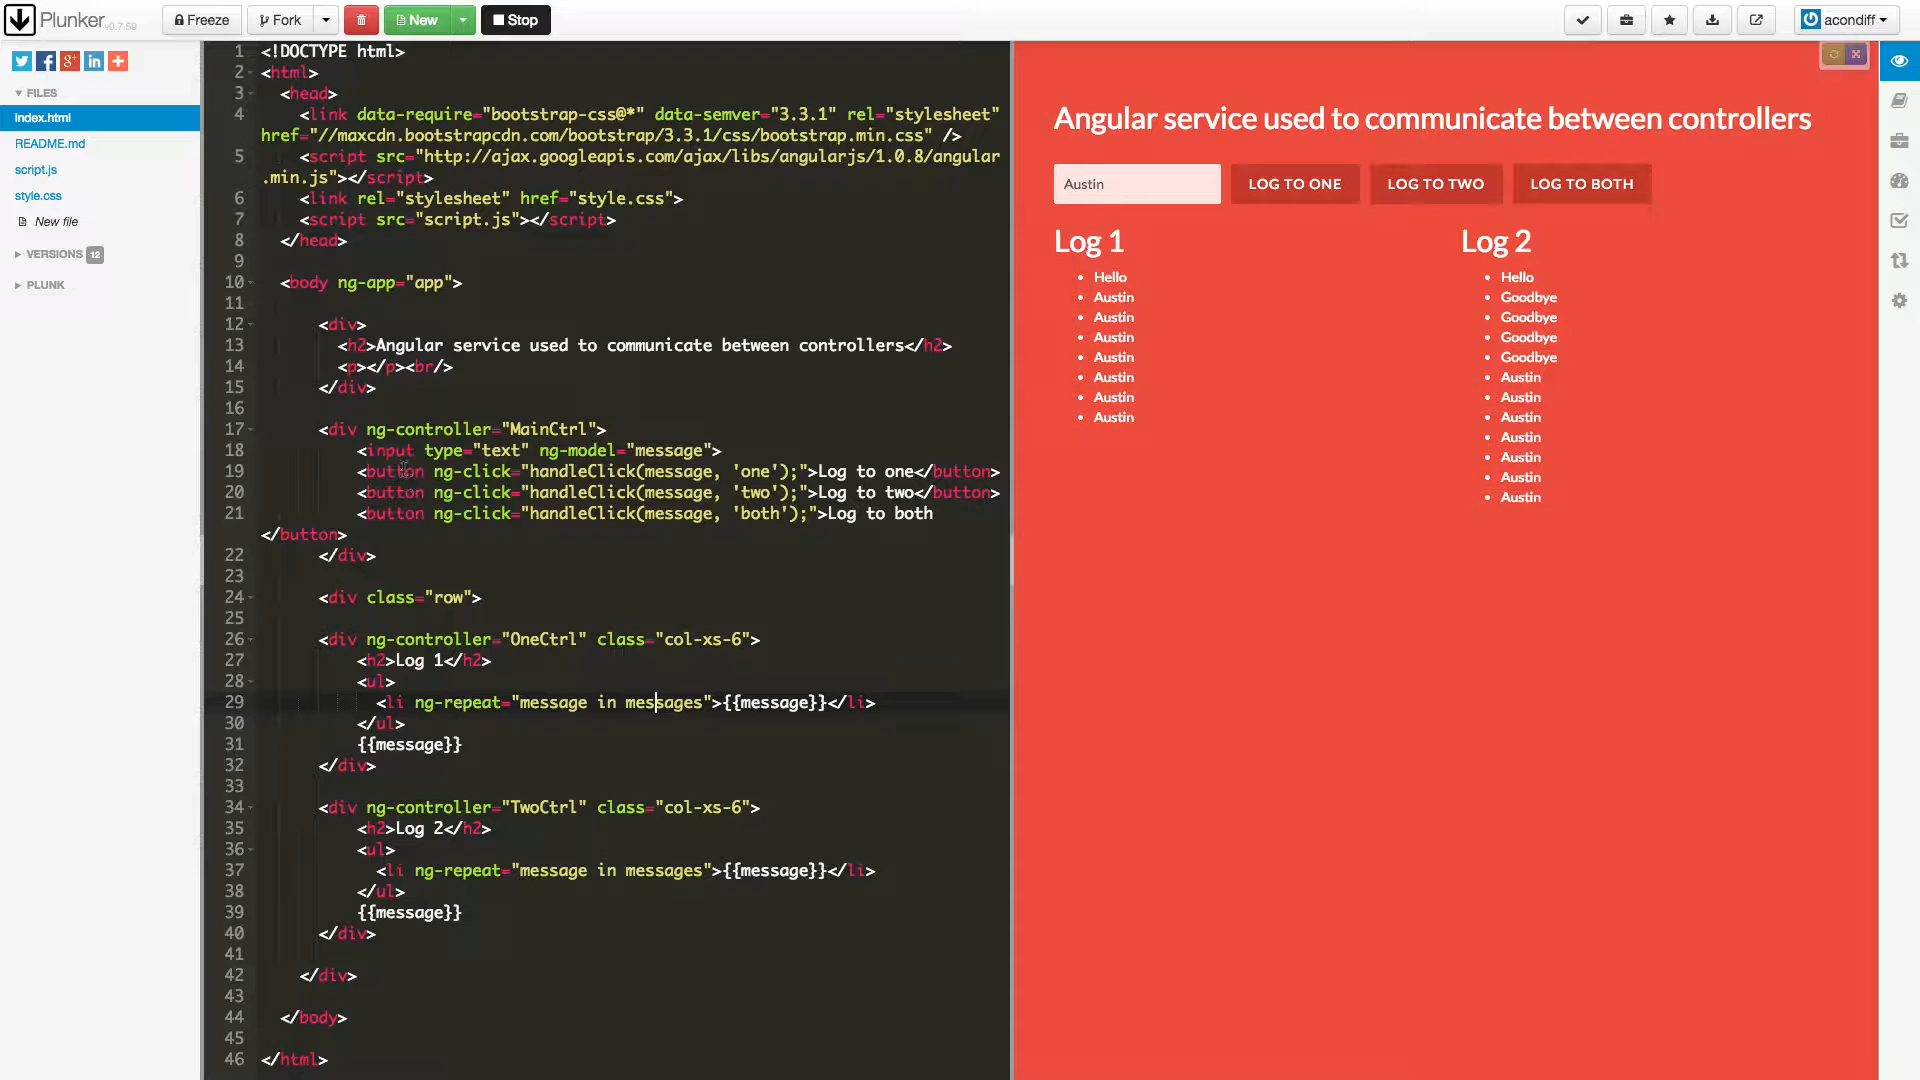 Plunker v0.7.59
Freeze
Fork
New
Stop
acondiff
FILES
index.html
README.md
script.js
style.css
New file
VERSIONS 12
PLUNK
1 <!DOCTYPE html>
2 <html>
3 <head>
4 <link data-require="bootstrap-css@*" data-semver="3.3.1" rel="stylesheet"
href="//maxcdn.bootstrapcdn.com/bootstrap/3.3.1/css/bootstrap.min.css" />
5 <script src="http://ajax.googleapis.com/ajax/libs/angularjs/1.0.8/angular
.min.js"></script>
6 <link rel="stylesheet" href="style.css">
7 <script src="script.js"></script>
8 </head>
9
10 <body ng-app="app">
11
12 <div>
13 <h2>Angular service used to communicate between controllers</h2>
14 <p></p><br/>
15 </div>
16
17 <div ng-controller="MainCtrl">
18 <input type="text" ng-model="message">
19 <button ng-click="handleClick(message, 'one');">Log to one</button>
20 <button ng-click="handleClick(message, 'two');">Log to two</button>
21 <button ng-click="handleClick(message, 'both');">Log to both
</button>
22 </div>
23
24 <div class="row">
25
26 <div ng-controller="OneCtrl" class="col-xs-6">
27 <h2>Log 1</h2>
28 <ul>
29 <li ng-repeat="message in messages">{{message}}</li>
30 </ul>
31 {{message}}
32 </div>
33
34 <div ng-controller="TwoCtrl" class="col-xs-6">
35 <h2>Log 2</h2>
36 <ul>
37 <li ng-repeat="message in messages">{{message}}</li>
38 </ul>
39 {{message}}
40 </div>
41
42 </div>
43
44 </body>
45
46 </html>
Angular service used to communicate between controllers
Austin
LOG TO ONE
LOG TO TWO
LOG TO BOTH
Log 1
Hello
Austin
Austin
Austin
Austin
Austin
Austin
Austin
Log 2
Hello
Goodbye
Goodbye
Goodbye
Goodbye
Austin
Austin
Austin
Austin
Austin
Austin
Austin